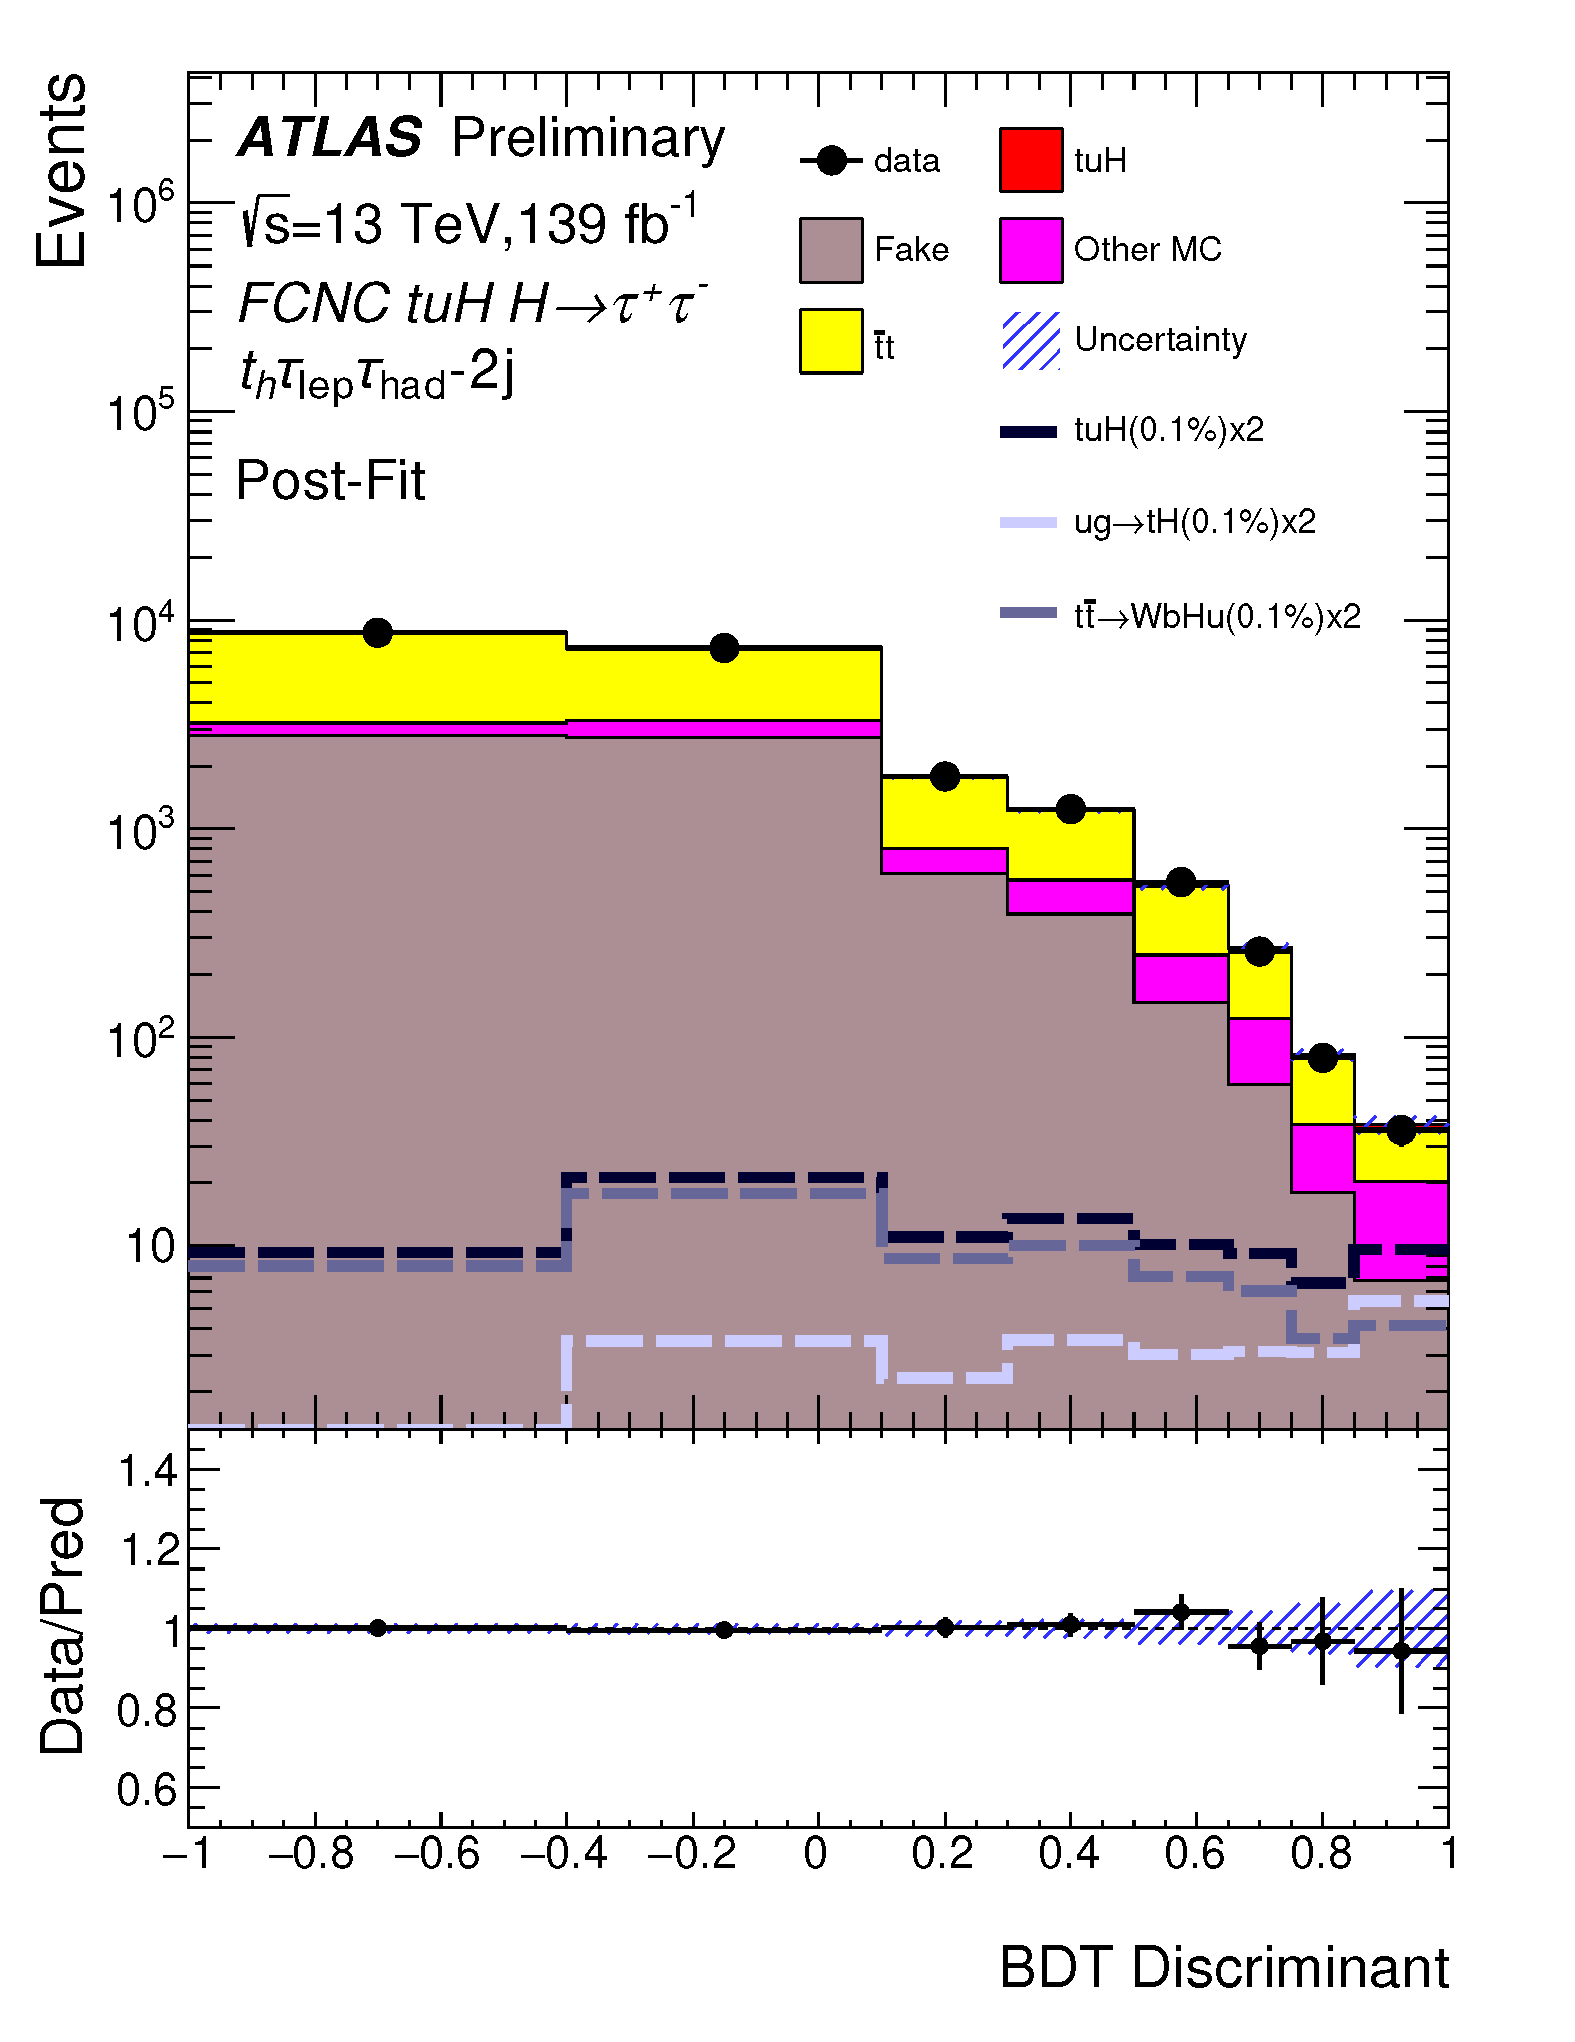 Events
ATLAS Preliminary
√s=13 TeV,139 fb⁻¹
FCNC tuH H→τ⁺τ⁻
tₕτlepτhad-2j
Post-Fit
data
tuH
Fake
Other MC
t̄t
Uncertainty
tuH(0.1%)x2
ug→tH(0.1%)x2
tt̄→WbHu(0.1%)x2
10⁶
10⁵
10⁴
10³
10²
10
Data/Pred
1.4
1.2
1
0.8
0.6
−1 −0.8 −0.6 −0.4 −0.2 0 0.2 0.4 0.6 0.8 1
BDT Discriminant